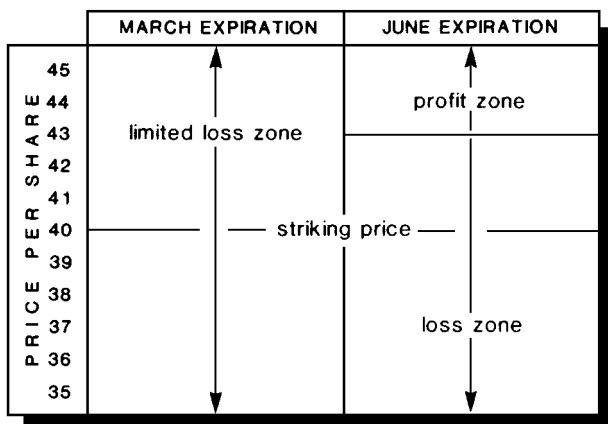 MARCH EXPIRATION JUNE EXPIRATION
PRICE PER SHARE
45
44 profit zone
43 limited loss zone
42
41
40 striking price
39
38
37 loss zone
36
35